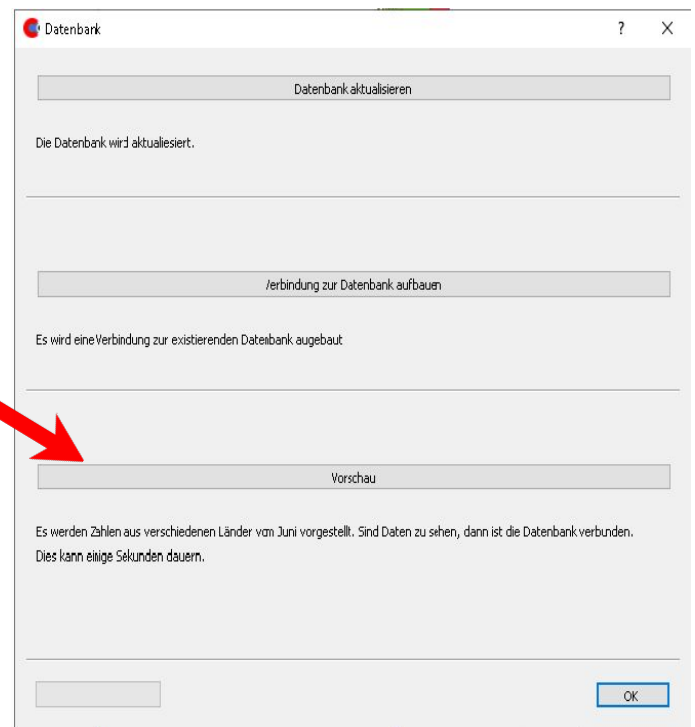 Datenbank
Datenbank aktualisieren
Die Datenbank wird aktualiesiert.
Verbindung zur Datenbank aufbauen
Es wird eine Verbindung zur existierenden Datenbank augebaut
Vorschau
Es werden Zahlen aus verschiedenen Länder vom Juni vorgestellt. Sind Daten zu sehen, dann ist die Datenbank verbunden.
Dies kann einige Sekunden dauern.
OK